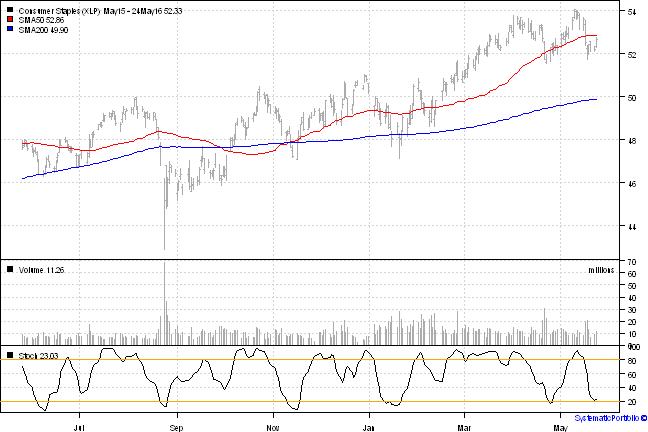 Consumer Staples (XLP) May15 - 24May16 52.33
SMA50 52.86
SMA200 49.90
54
52
50
48
46
44
Volume 11.26
millions
70
60
50
40
30
20
10
0
Stoch 23.03
100
80
60
40
20
Jul
Sep
Nov
Jan
Mar
May
SystematicPortfolio ©